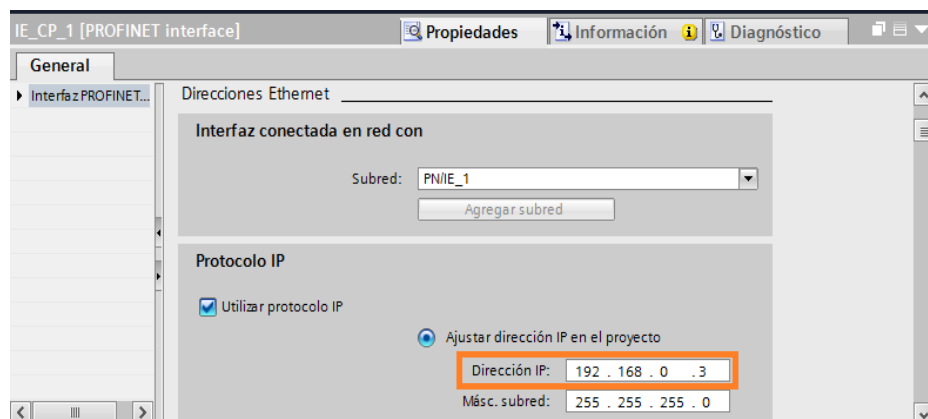 IE_CP_1 [PROFINET interface]
Propiedades
Información
Diagnóstico
General
Interfaz PROFINET...
Direcciones Ethernet
Interfaz conectada en red con
Subred: PN/IE_1
Agregar subred
Protocolo IP
Utilizar protocolo IP
Ajustar dirección IP en el proyecto
Dirección IP: 192 . 168 . 0 . 3
Másc. subred: 255 . 255 . 255 . 0